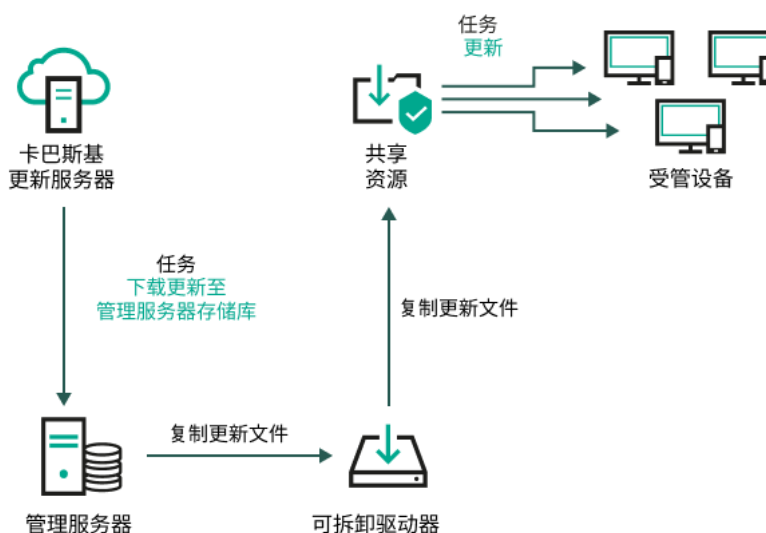 任务
更新
卡巴斯基
更新服务器
共享
资源
受管设备
任务
下载更新至
管理服务器存储库
复制更新文件
复制更新文件
管理服务器
可拆卸驱动器